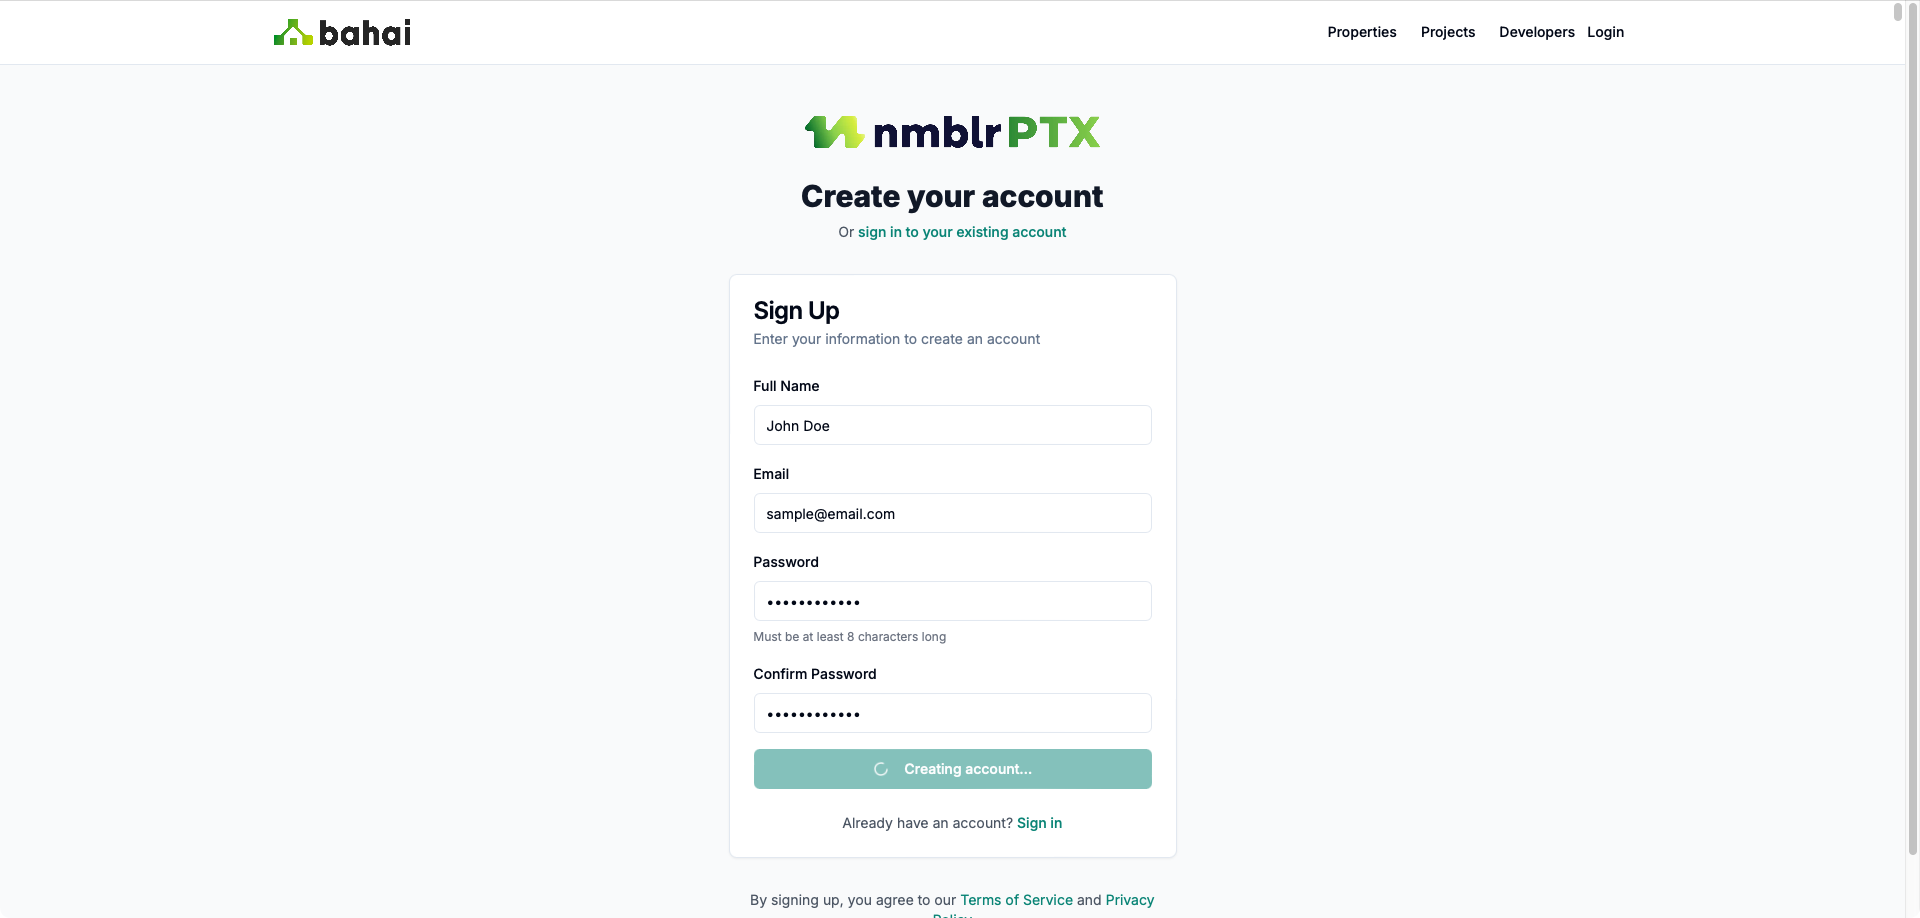 bahai
Properties Projects Developers Login
nmblr PTX
Create your account
Or sign in to your existing account
Sign Up
Enter your information to create an account
Full Name
John Doe
Email
sample@email.com
Password
••••••••••••
Must be at least 8 characters long
Confirm Password
••••••••••••
Creating account...
Already have an account? Sign in
By signing up, you agree to our Terms of Service and Privacy